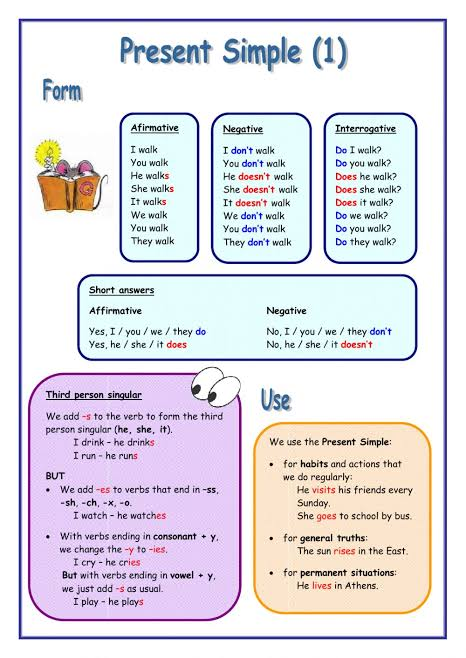 Present Simple (1)
Form
Afirmative
I walk
You walk
He walks
She walks
It walks
We walk
You walk
They walk
Negative
I don't walk
You don't walk
He doesn't walk
She doesn't walk
It doesn't walk
We don't walk
You don't walk
They don't walk
Interrogative
Do I walk?
Do you walk?
Does he walk?
Does she walk?
Does it walk?
Do we walk?
Do you walk?
Do they walk?
Short answers
Affirmative
Yes, I / you / we / they do
Yes, he / she / it does
Negative
No, I / you / we / they don't
No, he / she / it doesn't
Third person singular
We add –s to the verb to form the third
person singular (he, she, it).
I drink – he drinks
I run – he runs
BUT
• We add –es to verbs that end in –ss,
-sh, -ch, -x, -o.
I watch – he watches
• With verbs ending in consonant + y,
we change the –y to –ies.
I cry – he cries
But with verbs ending in vowel + y,
we just add –s as usual.
I play – he plays
Use
We use the Present Simple:
• for habits and actions that
we do regularly:
He visits his friends every
Sunday.
She goes to school by bus.
• for general truths:
The sun rises in the East.
• for permanent situations:
He lives in Athens.